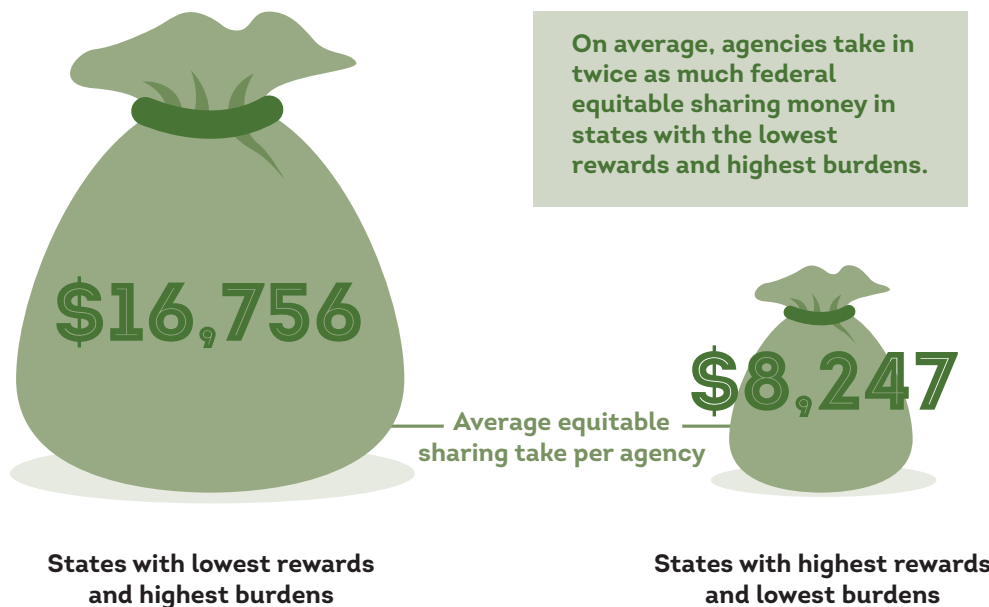 On average, agencies take in
twice as much federal
equitable sharing money in
states with the lowest
rewards and highest burdens.
$16,756
$8,247
Average equitable
sharing take per agency
States with lowest rewards
and highest burdens
States with highest rewards
and lowest burdens